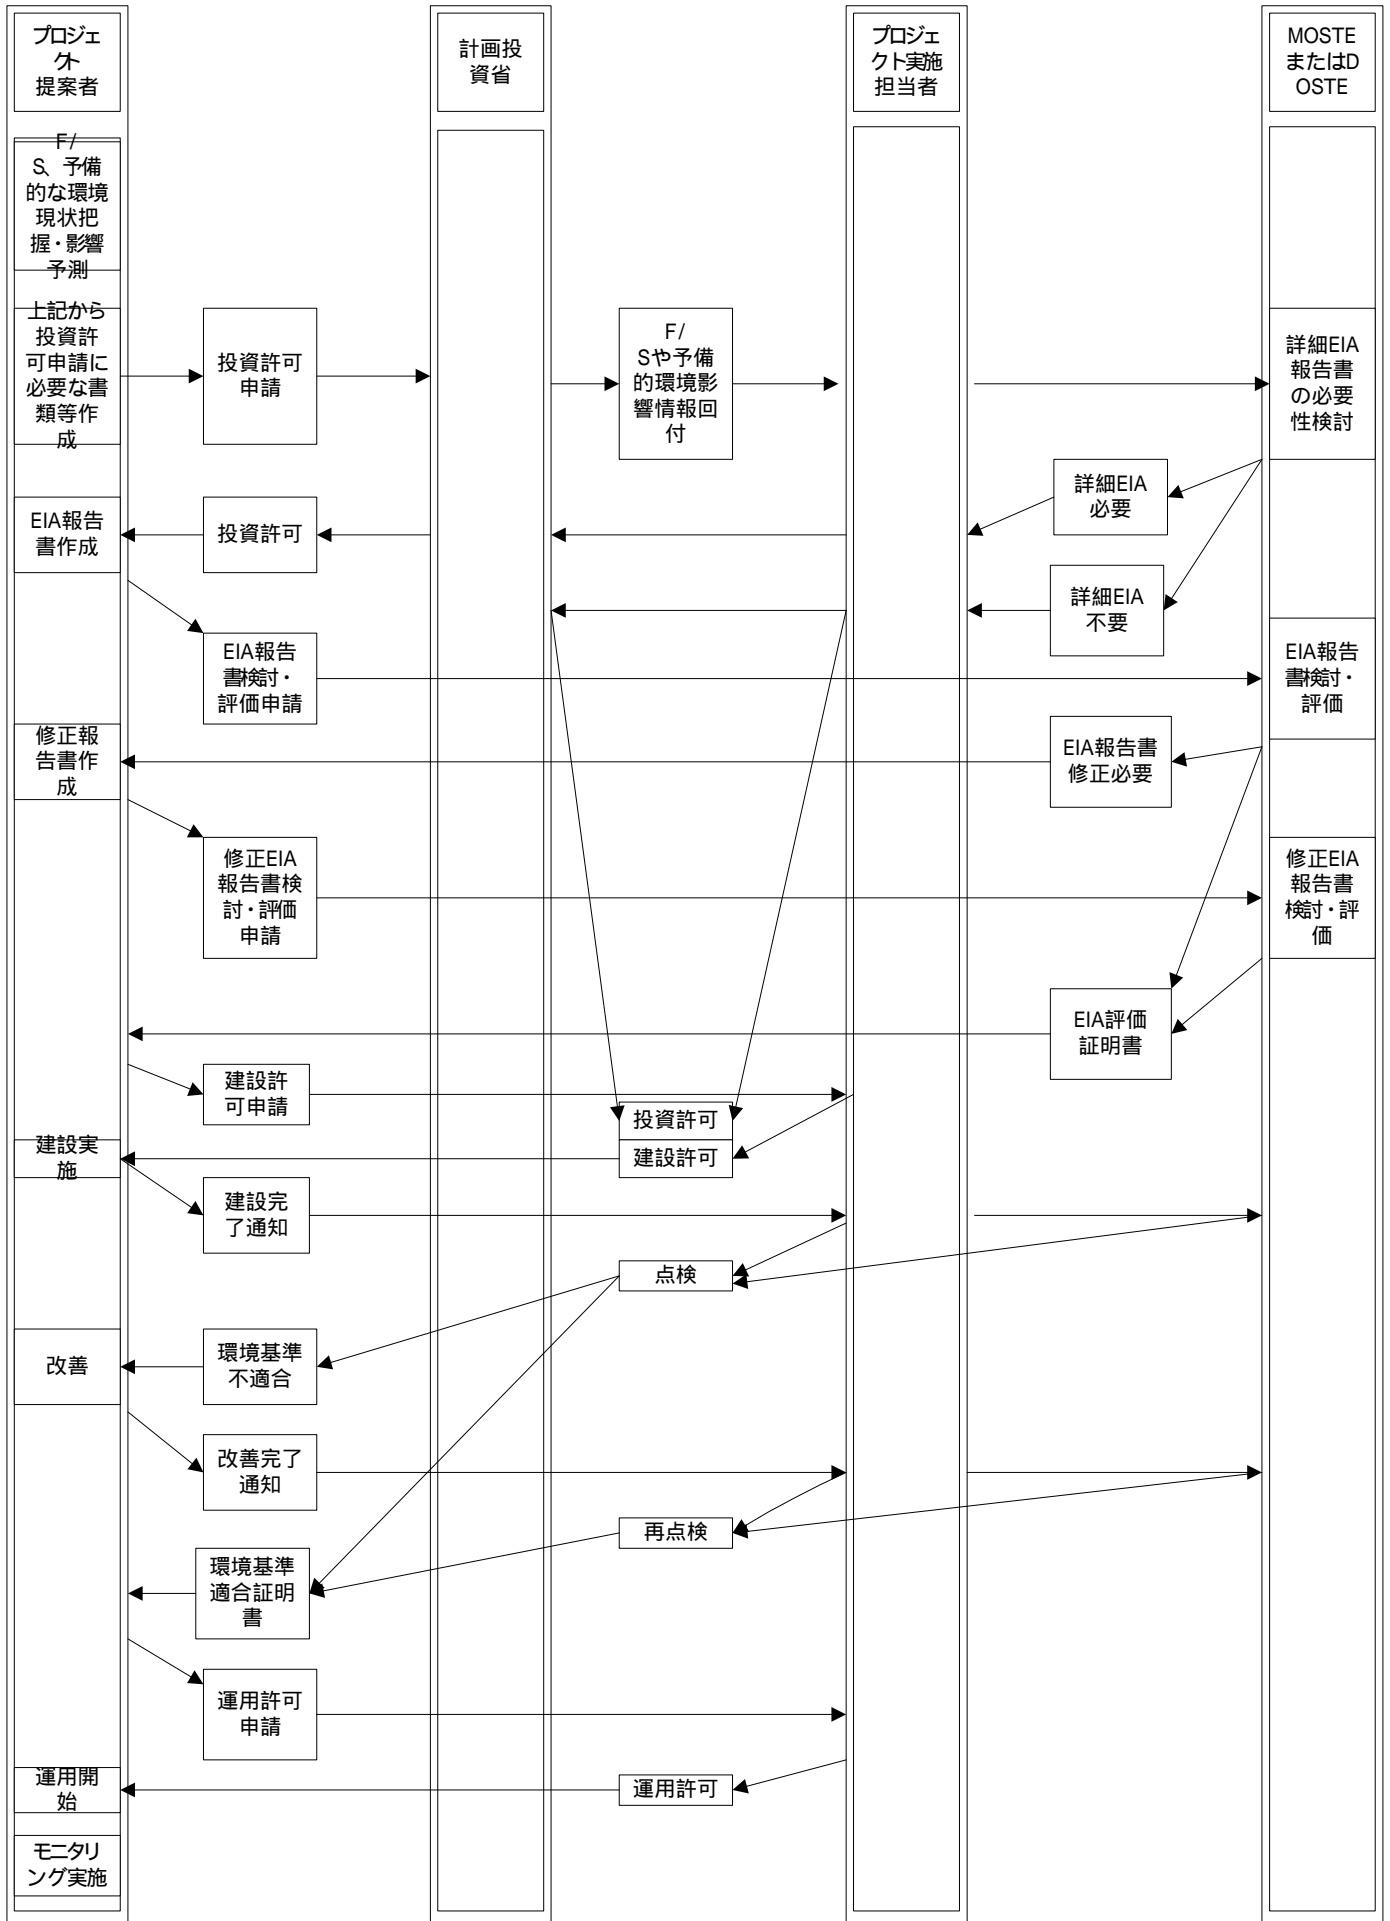 プロジェ
クト
提案者
計画投
資省
プロジェ
クト実施
担当者
MOSTE
またはD
OSTE
F/
S、予備
的な環境
現状把
握・影響
予測
上記から
投資許
可申請に
必要な書
類等作
成
投資許可
申請
F/
Sや予備
的環境影
響情報回
付
詳細EIA
報告書
の必要
性検討
詳細EIA
必要
EIA報告
書作成
投資許可
詳細EIA
不要
EIA報告
書検討・
評価申請
EIA報告
書検討・
評価
修正報
告書作
成
EIA報告書
修正必要
修正EIA
報告書検
討・評価
申請
修正EIA
報告書
検討・評
価
EIA評価
証明書
建設許
可申請
投資許可
建設許可
建設実
施
建設完
了通知
点検
改善
環境基準
不適合
改善完了
通知
再点検
環境基準
適合証明
書
運用許可
申請
運用開
始
運用許可
モニタリ
ング実施